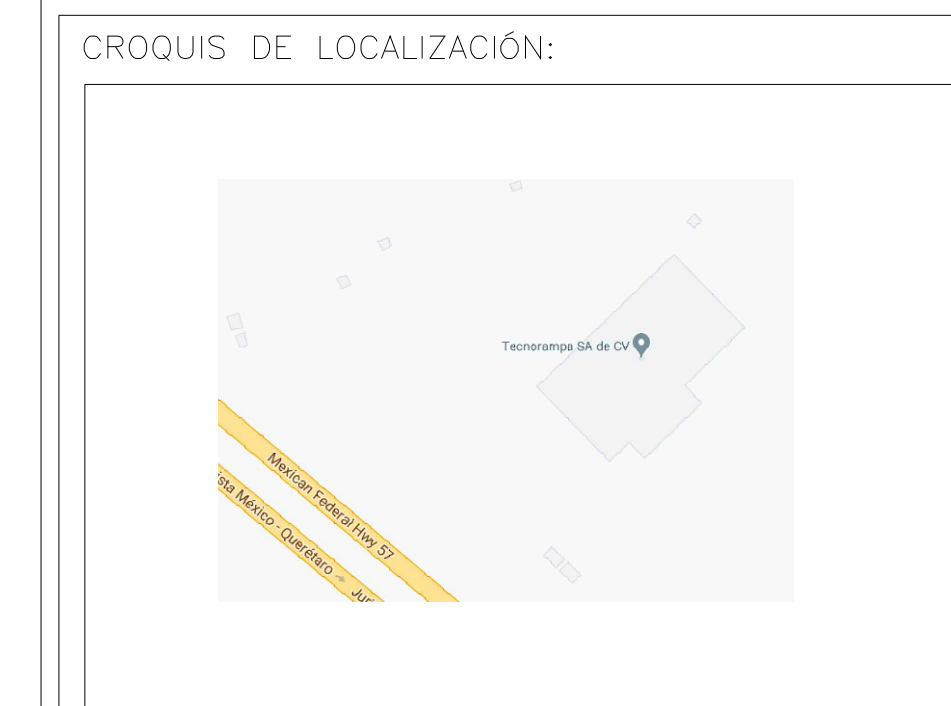 CROQUIS DE LOCALIZACIÓN:
Tecnorampa SA de CV
Mexican Federal Hwy 57
ista México - Querétaro